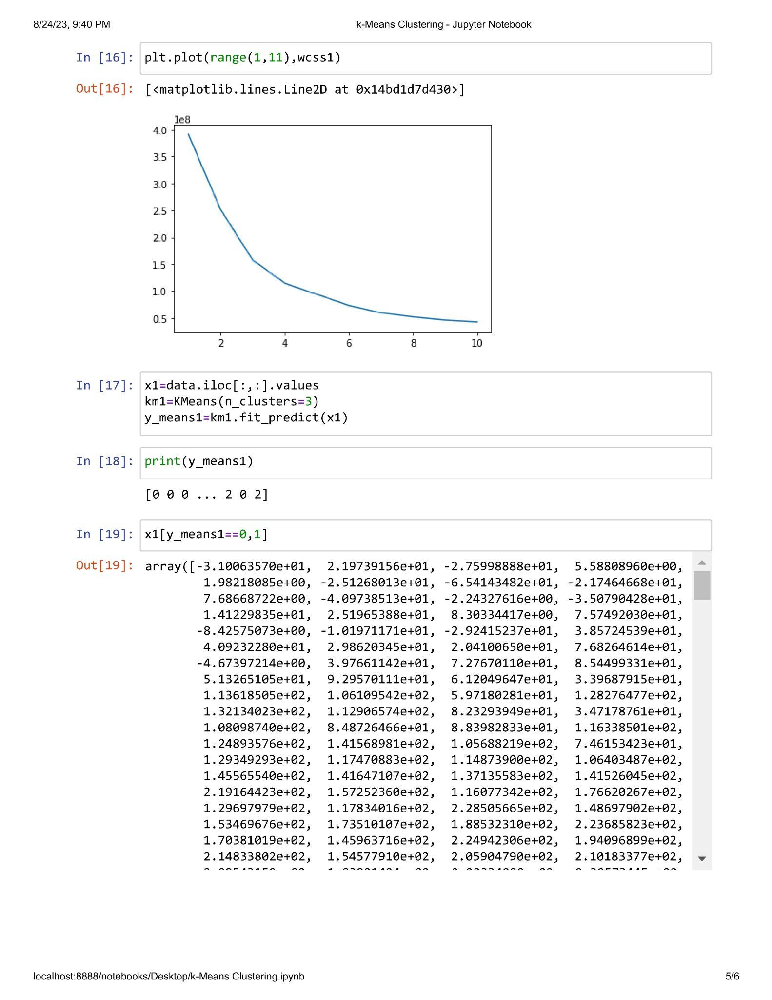 8/24/23, 9:40 PM
k-Means Clustering - Jupyter Notebook
In [16]: plt.plot(range(1,11),wcss1)
Out[16]: [<matplotlib.lines.Line2D at 0x14bd1d7d430>]
1e8
4.0
3.5
3.0
2.5
2.0
1.5
1.0
0.5
2 4 6 8 10
In [17]: x1=data.iloc[:,:].values
km1=KMeans(n_clusters=3)
y_means1=km1.fit_predict(x1)
In [18]: print(y_means1)
[0 0 0 ... 2 0 2]
In [19]: x1[y_means1==0,1]
Out[19]: array([-3.10063570e+01, 2.19739156e+01, -2.75998888e+01, 5.58808960e+00,
1.98218085e+00, -2.51268013e+01, -6.54143482e+01, -2.17464668e+01,
7.68668722e+00, -4.09738513e+01, -2.24327616e+00, -3.50790428e+01,
1.41229835e+01, 2.51965388e+01, 8.30334417e+00, 7.57492030e+01,
-8.42575073e+00, -1.01971171e+01, -2.92415237e+01, 3.85724539e+01,
4.09232280e+01, 2.98620345e+01, 2.04100650e+01, 7.68264614e+01,
-4.67397214e+00, 3.97661142e+01, 7.27670110e+01, 8.54499331e+01,
5.13265105e+01, 9.29570111e+01, 6.12049647e+01, 3.39687915e+01,
1.13618505e+02, 1.06109542e+02, 5.97180281e+01, 1.28276477e+02,
1.32134023e+02, 1.12906574e+02, 8.23293949e+01, 3.47178761e+01,
1.08098740e+02, 8.48726466e+01, 8.83982833e+01, 1.16338501e+02,
1.24893576e+02, 1.41568981e+02, 1.05688219e+02, 7.46153423e+01,
1.29349293e+02, 1.17470883e+02, 1.14873900e+02, 1.06403487e+02,
1.45565540e+02, 1.41647107e+02, 1.37135583e+02, 1.41526045e+02,
2.19164423e+02, 1.57252360e+02, 1.16077342e+02, 1.76620267e+02,
1.29697979e+02, 1.17834016e+02, 2.28505665e+02, 1.48697902e+02,
1.53469676e+02, 1.73510107e+02, 1.88532310e+02, 2.23685823e+02,
1.70381019e+02, 1.45963716e+02, 2.24942306e+02, 1.94096899e+02,
2.14833802e+02, 1.54577910e+02, 2.05904790e+02, 2.10183377e+02,
localhost:8888/notebooks/Desktop/k-Means Clustering.ipynb
5/6